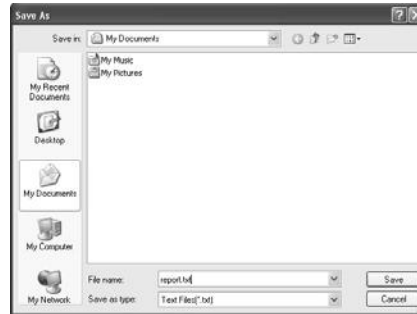 Save As
Save in: My Documents
My Music
My Pictures
My Recent
Documents
Desktop
My Documents
My Computer
My Network
File name: report.txt Save
Save as type: Text Files(*.txt) Cancel